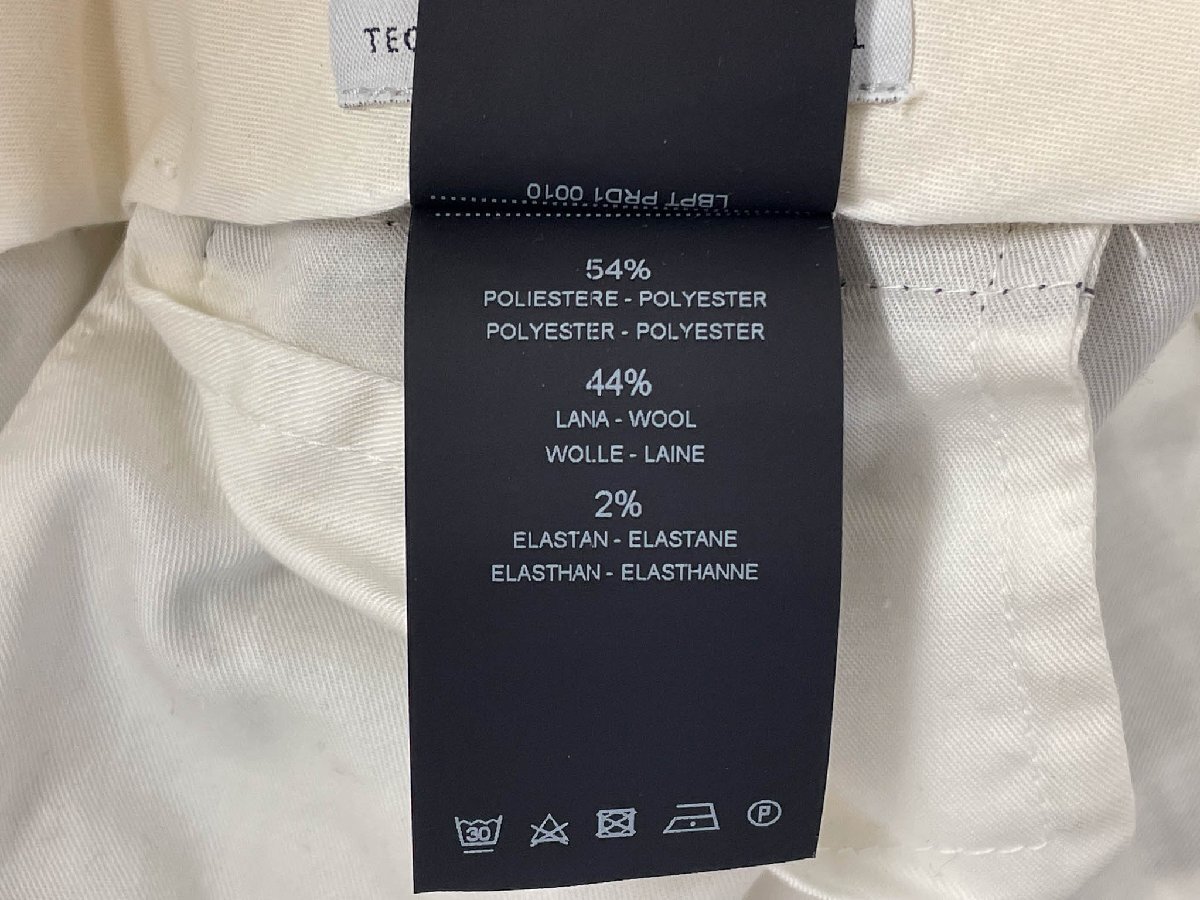 LBPT PRD1 0010
54%
POLIESTERE - POLYESTER
POLYESTER - POLYESTER
44%
LANA - WOOL
WOLLE - LAINE
2%
ELASTAN - ELASTANE
ELASTHAN - ELASTHANNE
30
P